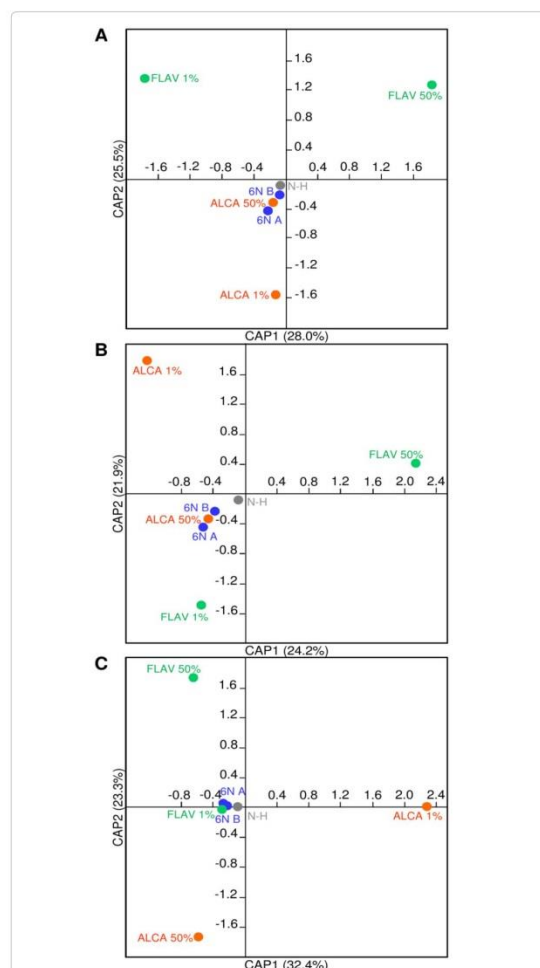 A
1.6
FLAV 1%
1.2
FLAV 50%
0.8
0.4
CAP2 (25.5%)
-1.6 -1.2 -0.8 -0.4 0.4 0.8 1.2 1.6
N-H
6N B
ALCA 50%
-0.4
6N A
-0.8
-1.2
ALCA 1%
-1.6
CAP1 (28.0%)
B
ALCA 1%
1.6
1.2
0.8
FLAV 50%
0.4
CAP2 (21.9%)
-0.8 -0.4 0.4 0.8 1.2 1.6 2.0 2.4
N-H
6N B
ALCA 50%
-0.4
6N A
-0.8
-1.2
FLAV 1%
-1.6
CAP1 (24.2%)
C
FLAV 50%
1.6
1.2
0.8
0.4
CAP2 (23.3%)
-0.8 -0.4 0.4 0.8 1.2 1.6 2.0 2.4
6N A
FLAV 1%
6N B
N-H
ALCA 1%
-0.4
-0.8
-1.2
-1.6
ALCA 50%
CAP1 (32.4%)